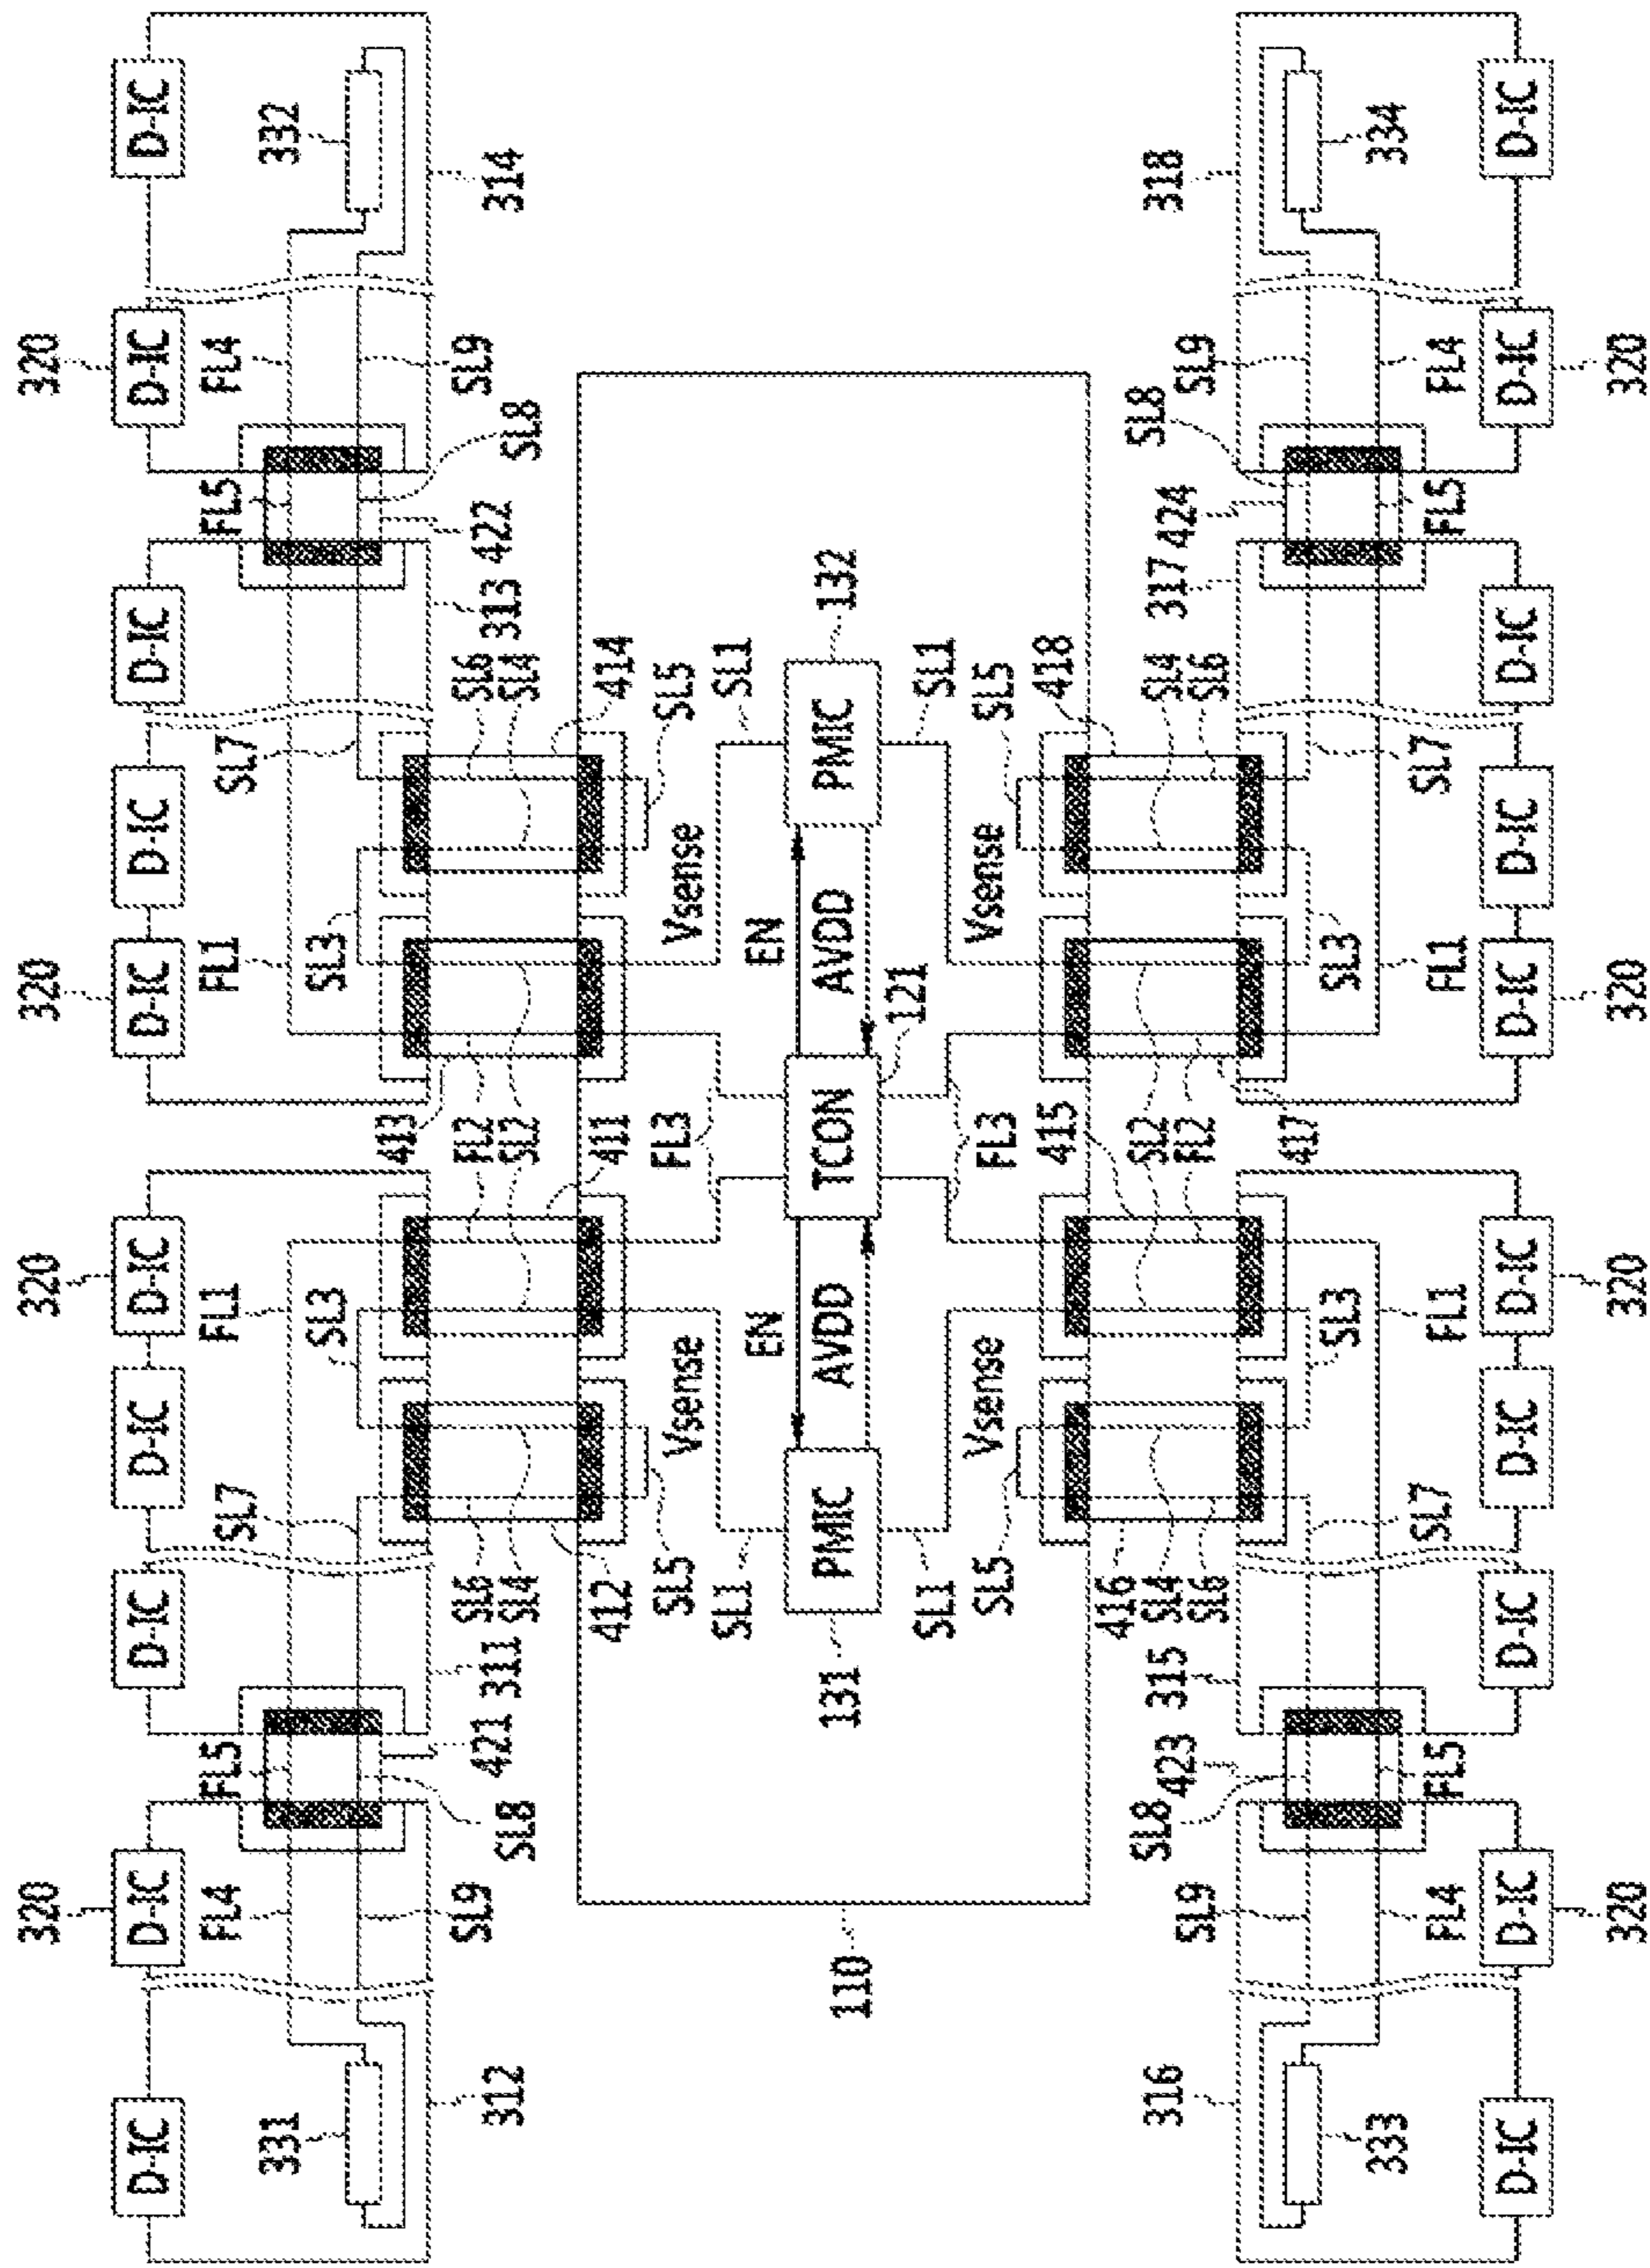 320 320 320 320
D-IC D-IC D-IC D-IC D-IC D-IC D-IC D-IC D-IC D-IC
FL4 FL5 FL1 FL1 FL5 FL4
SL7 SL7
331 332
SL3 SL3
413
SL9 421 311 SL6 FL2 SL6 313 422 SL9
312 SL8 SL4 SL2 SL4 SL8 314
412 411 414
SL5 FL3 SL5
Vsense Vsense
SL1 SL1
EN EN
110 131 PMIC AVDD TCON AVDD PMIC 132
121
SL1 Vsense FL3 Vsense SL1
SL5 SL5
415 418
416
SL8 423 315 SL4 SL2 SL4 317 424 SL8
316 SL9 SL6 FL2 SL6 SL9 318
417
SL3 SL3
333 334
FL4 FL5 SL7 FL1 FL1 SL7 FL5 FL4
D-IC D-IC D-IC D-IC D-IC D-IC D-IC D-IC D-IC D-IC
320 320 320 320